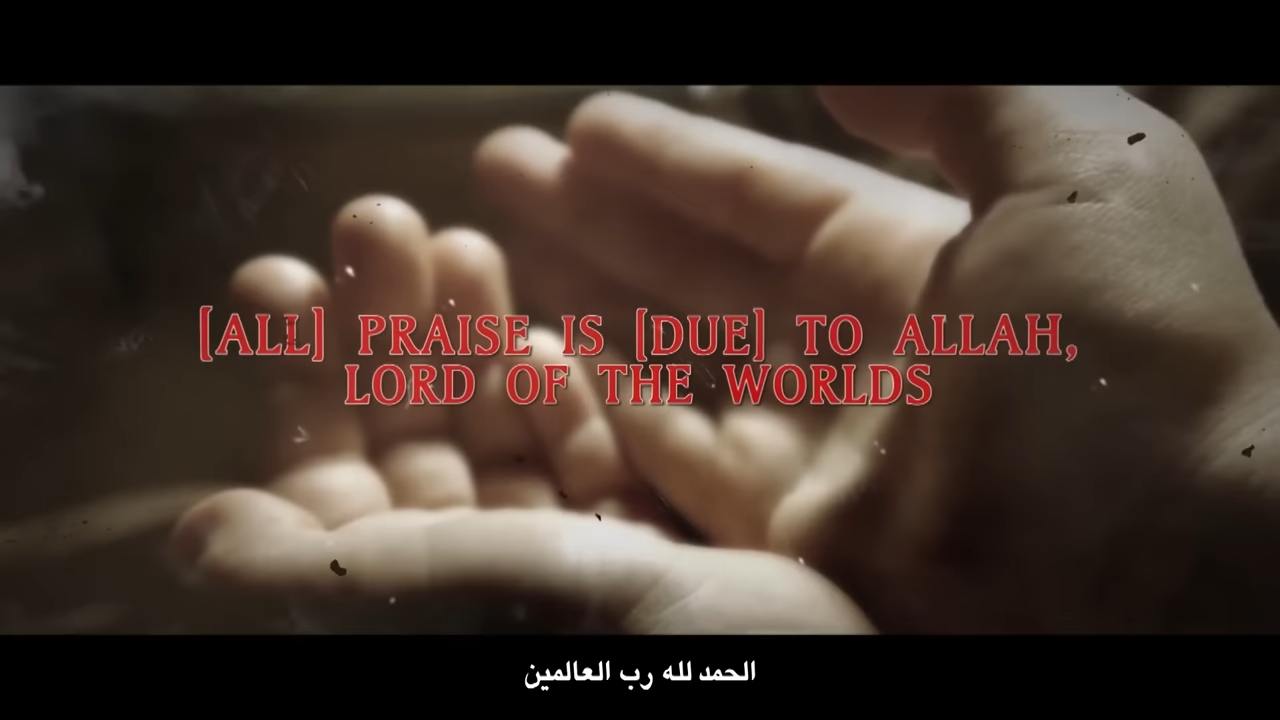 [ALL] PRAISE IS [DUE] TO ALLAH,
LORD OF THE WORLDS
الحمد لله رب العالمين